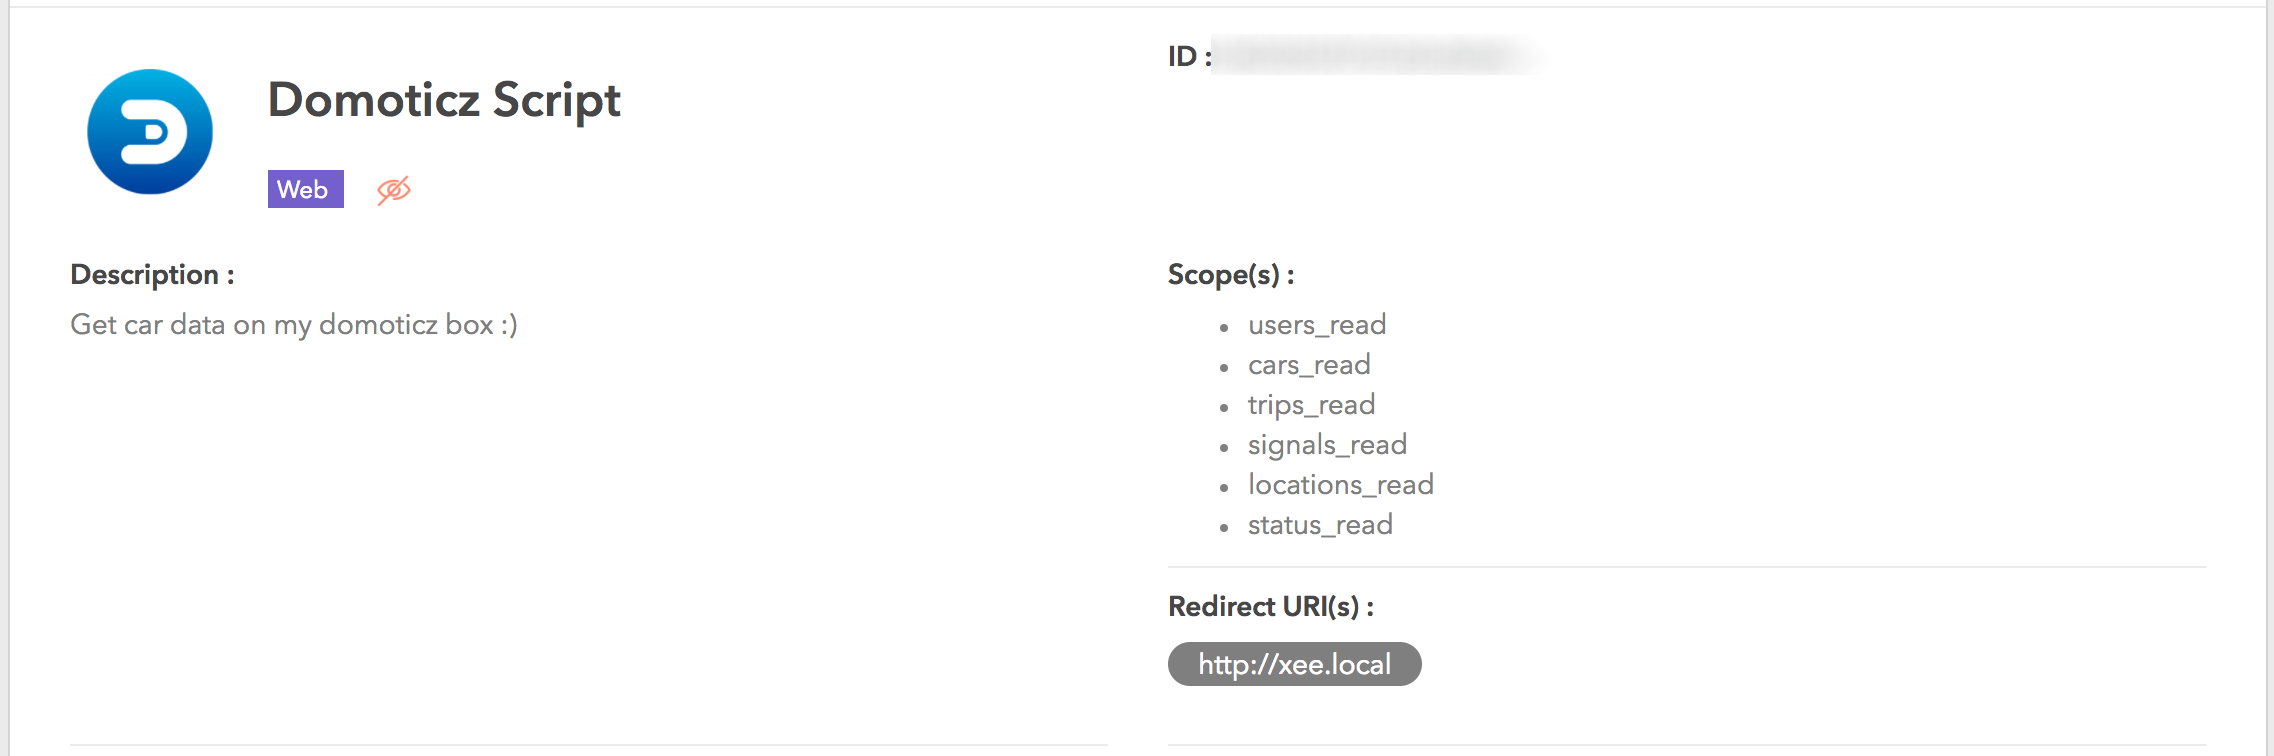 Domoticz Script
Web
Description :
Get car data on my domoticz box :)
ID :
Scope(s) :
users_read
cars_read
trips_read
signals_read
locations_read
status_read
Redirect URI(s) :
http://xee.local